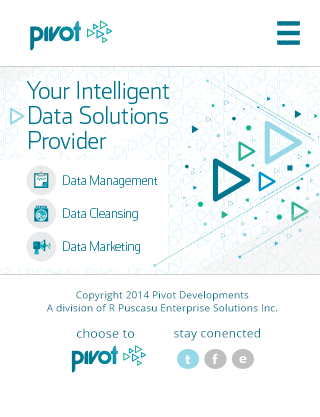 pivot
Your Intelligent
Data Solutions
Provider
Data Management
Data Cleansing
Data Marketing
Copyright 2014 Pivot Developments
A division of R Puscasu Enterprise Solutions Inc.
choose to
stay conencted
pivot
t f e